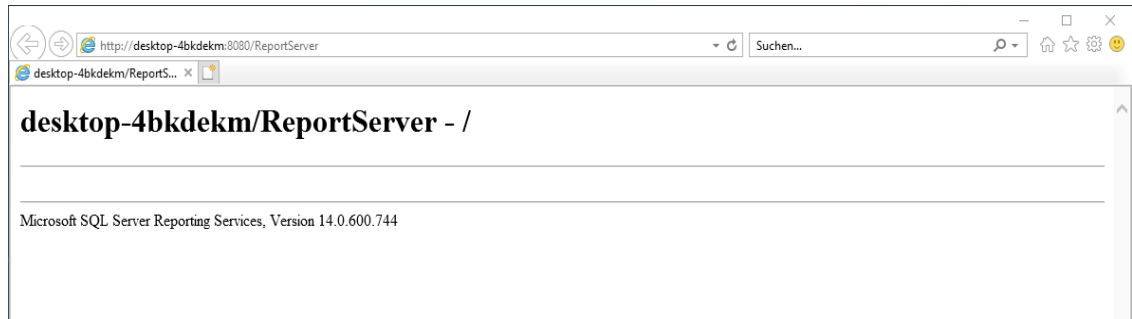 http://desktop-4bkdekm:8080/ReportServer
Suchen...
desktop-4bkdekm/ReportS...
desktop-4bkdekm/ReportServer - /
Microsoft SQL Server Reporting Services, Version 14.0.600.744